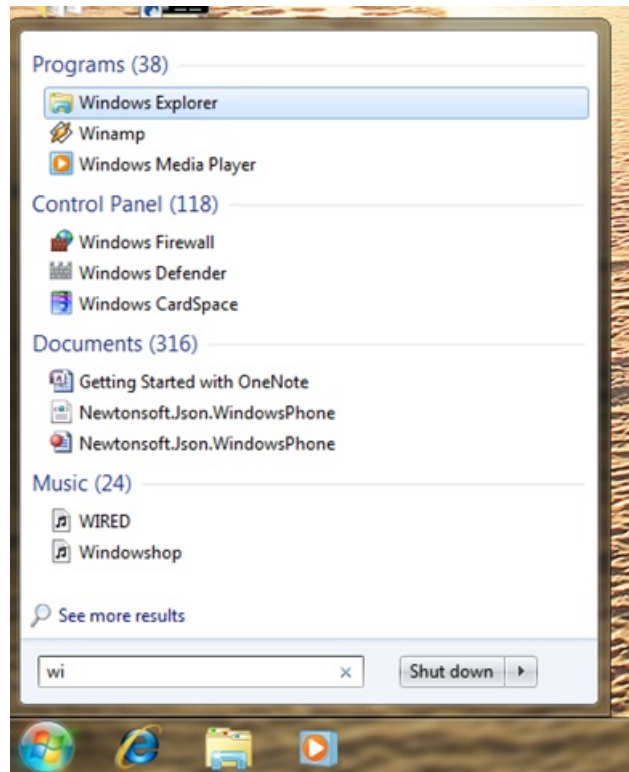 Programs (38)
Windows Explorer
Winamp
Windows Media Player
Control Panel (118)
Windows Firewall
Windows Defender
Windows CardSpace
Documents (316)
Getting Started with OneNote
Newtonsoft.Json.WindowsPhone
Newtonsoft.Json.WindowsPhone
Music (24)
WIRED
Windowshop
See more results
wi
Shut down